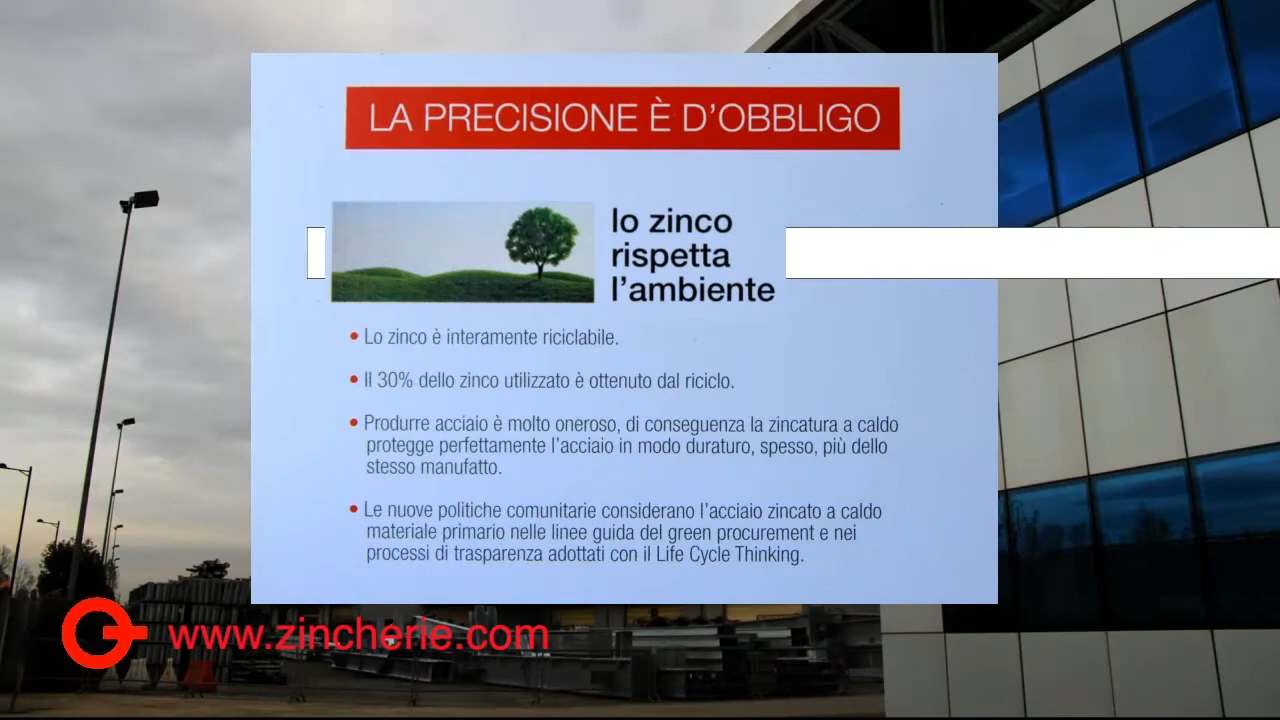 LA PRECISIONE È D'OBBLIGO
lo zinco
rispetta
l'ambiente
• Lo zinco è interamente riciclabile.
• Il 30% dello zinco utilizzato è ottenuto dal riciclo.
• Produrre acciaio è molto oneroso, di conseguenza la zincatura a caldo
protegge perfettamente l'acciaio in modo duraturo, spesso, più dello
stesso manufatto.
• Le nuove politiche comunitarie considerano l'acciaio zincato a caldo
materiale primario nelle linee guida del green procurement e nei
processi di trasparenza adottati con il Life Cycle Thinking.
www.zincherie.com